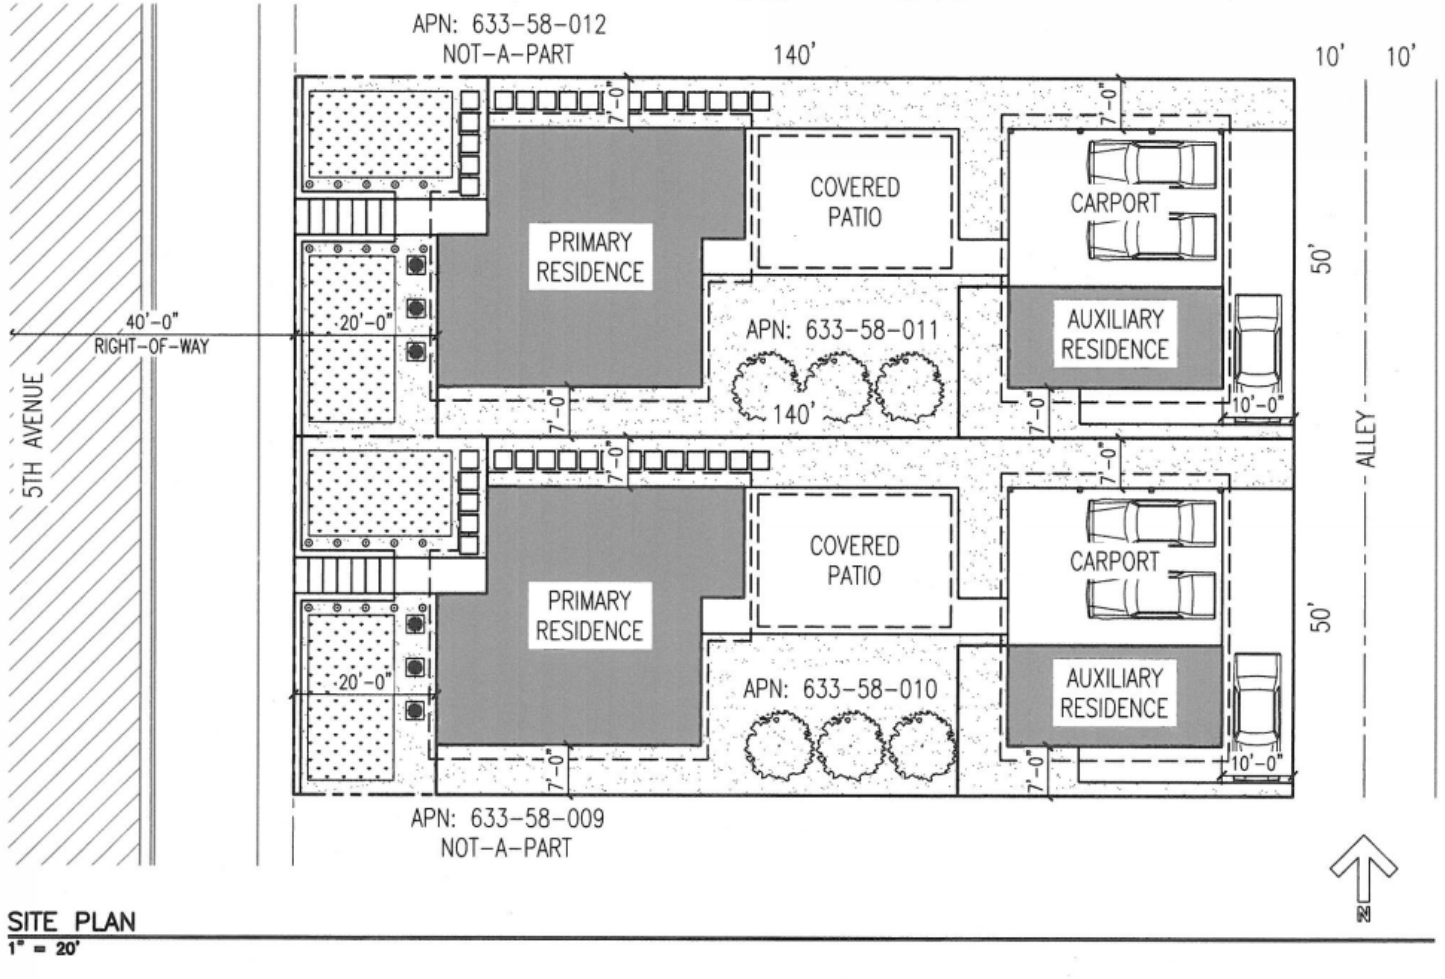 APN: 633-58-012
NOT-A-PART
140'
10'
10'
7'-0"
7'-0"
COVERED
PATIO
CARPORT
PRIMARY
RESIDENCE
50'
40'-0"
RIGHT-OF-WAY
20'-0"
APN: 633-58-011
AUXILIARY
RESIDENCE
5TH AVENUE
140'
10'-0"
7'-0"
7'-0"
ALLEY
7'-0"
7'-0"
COVERED
PATIO
CARPORT
PRIMARY
RESIDENCE
50'
20'-0"
APN: 633-58-010
AUXILIARY
RESIDENCE
10'-0"
7'-0"
7'-0"
APN: 633-58-009
NOT-A-PART
N
SITE PLAN
1" = 20'